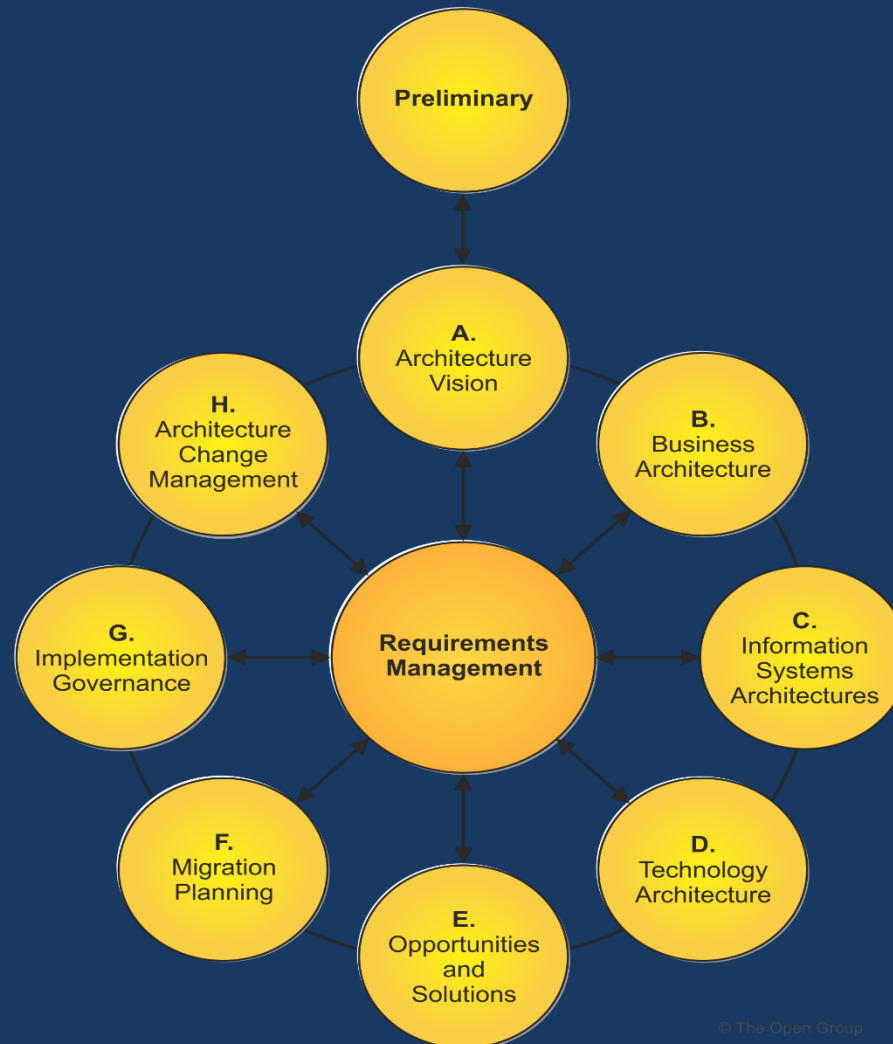 Preliminary
A.
Architecture
Vision
B.
Business
Architecture
C.
Information
Systems
Architectures
D.
Technology
Architecture
E.
Opportunities
and
Solutions
F.
Migration
Planning
G.
Implementation
Governance
H.
Architecture
Change
Management
Requirements
Management
© The Open Group